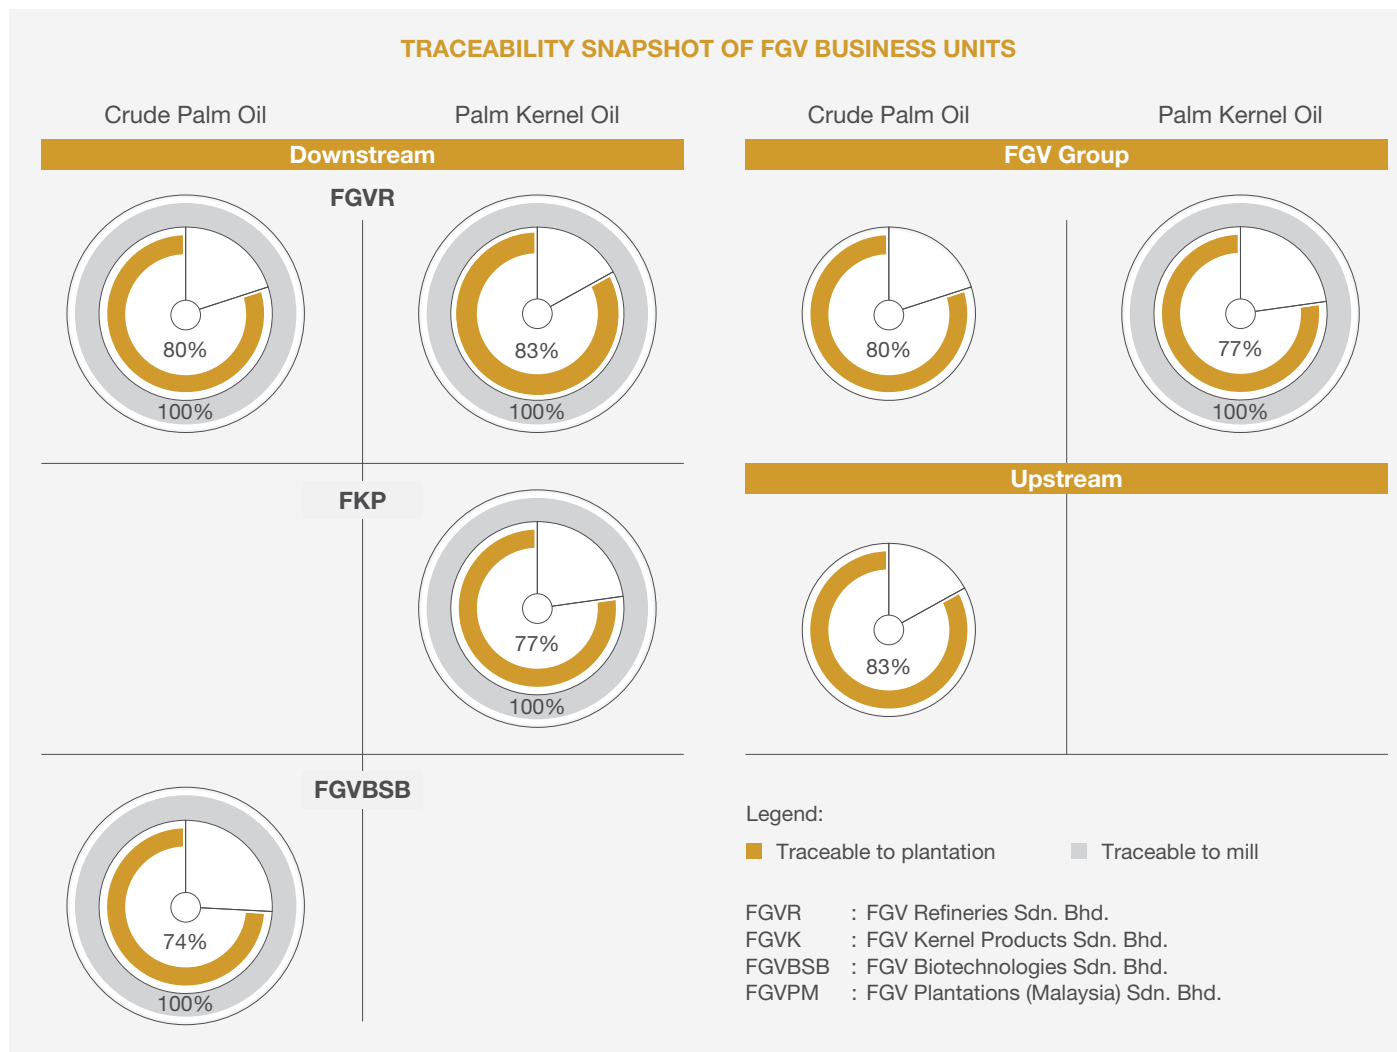 TRACEABILITY SNAPSHOT OF FGV BUSINESS UNITS
Crude Palm Oil
Palm Kernel Oil
Downstream
FGVR
80%
100%
83%
100%
FKP
77%
100%
FGVBSB
74%
100%
Crude Palm Oil
Palm Kernel Oil
FGV Group
80%
77%
100%
Upstream
83%
Legend:
Traceable to plantation
Traceable to mill
FGVR : FGV Refineries Sdn. Bhd.
FGVK : FGV Kernel Products Sdn. Bhd.
FGVBSB : FGV Biotechnologies Sdn. Bhd.
FGVPM : FGV Plantations (Malaysia) Sdn. Bhd.